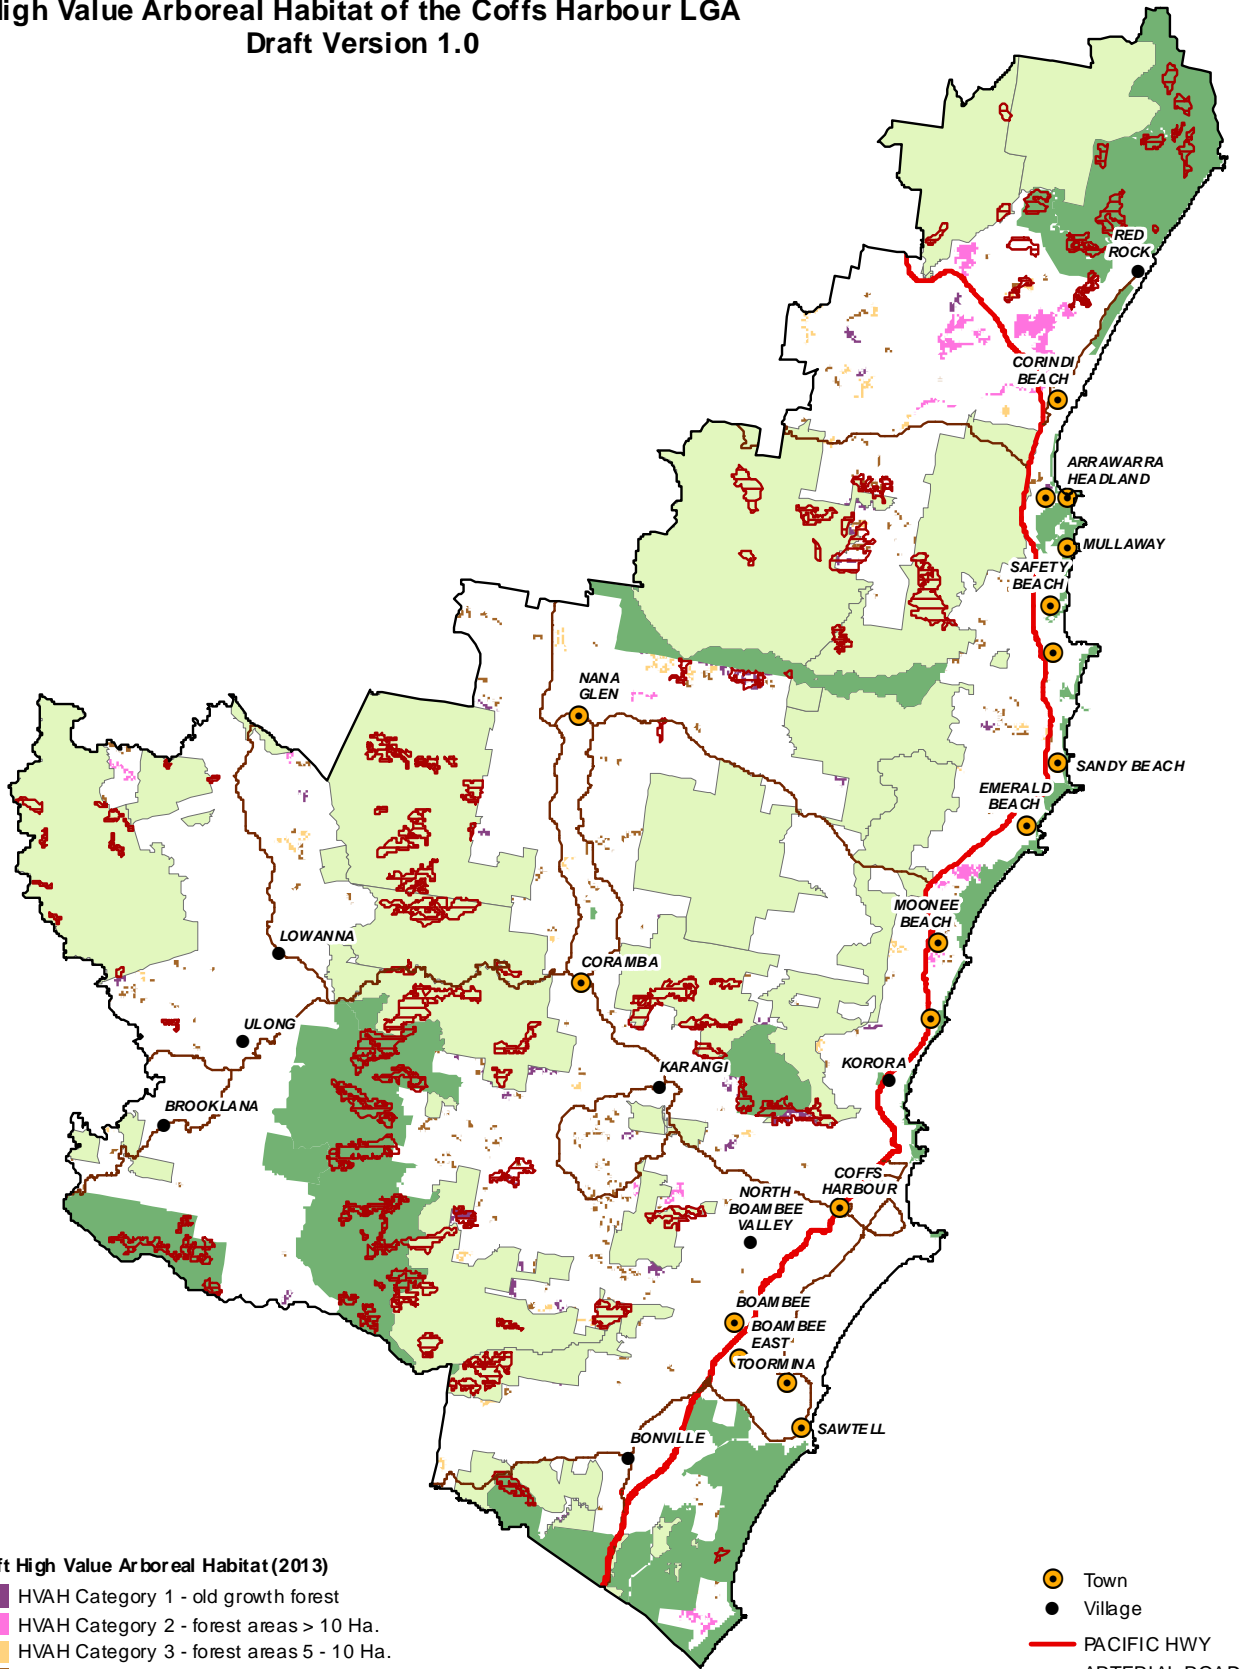 High Value Arboreal Habitat of the Coffs Harbour LGA
Draft Version 1.0
RED
ROCK
CORINDI
BEACH
ARRAWARRA
HEADLAND
MULLAWAY
SAFETY
BEACH
NANA
GLEN
SANDY BEACH
EMERALD
BEACH
MOONEE
BEACH
LOWANNA
CORAMBA
ULONG
KARANGI
KORORA
BROOKLANA
COFFS
HARBOUR
NORTH
BOAMBEE
VALLEY
BOAMBEE
BOAMBEE
EAST
TOORMINA
SAWTELL
BONVILLE
ft High Value Arboreal Habitat (2013)
HVAH Category 1 - old growth forest
HVAH Category 2 - forest areas > 10 Ha.
HVAH Category 3 - forest areas 5 - 10 Ha.
Town
Village
PACIFIC HWY
ARTERIAL ROAD